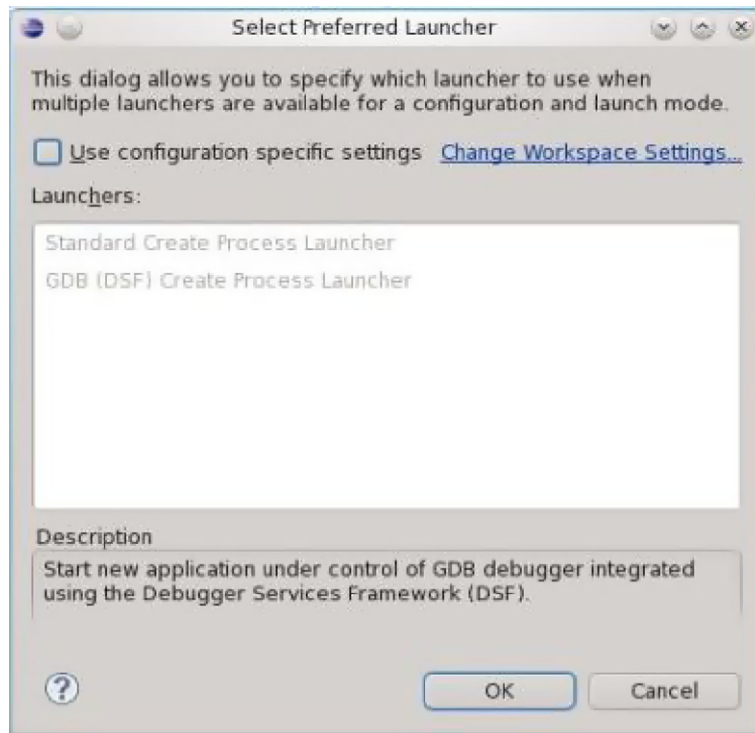 Select Preferred Launcher
This dialog allows you to specify which launcher to use when
multiple launchers are available for a configuration and launch mode.
Use configuration specific settings Change Workspace Settings...
Launchers:
Standard Create Process Launcher
GDB (DSF) Create Process Launcher
Description
Start new application under control of GDB debugger integrated
using the Debugger Services Framework (DSF).
? OK Cancel